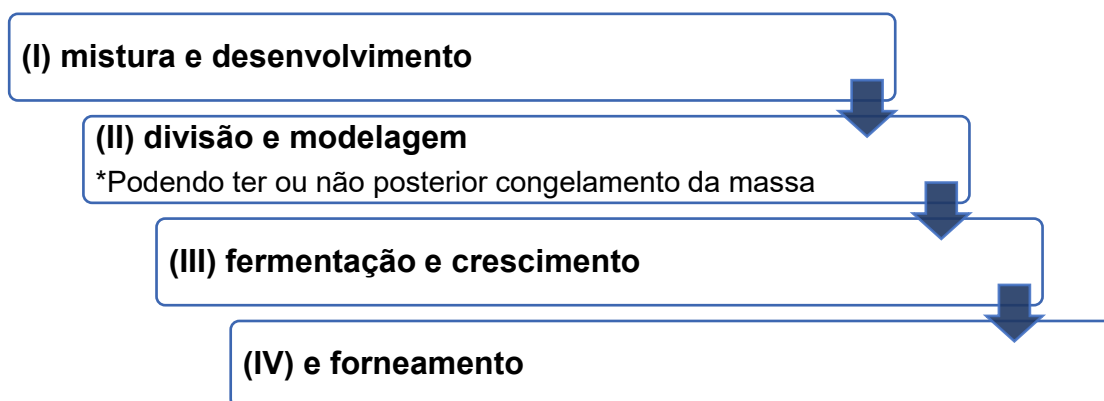 (I) mistura e desenvolvimento
(II) divisão e modelagem
*Podendo ter ou não posterior congelamento da massa
(III) fermentação e crescimento
(IV) e forneamento